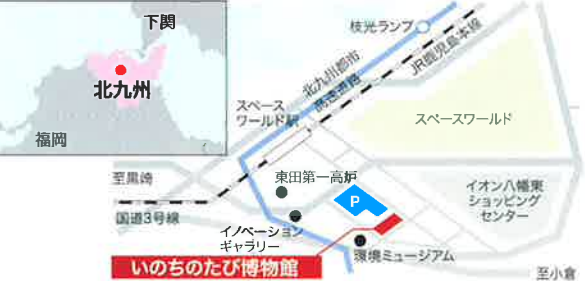 下関
北九州
福岡
枝光ランプ
北九州都市
高速道路
JR鹿児島本線
スペース
ワールド駅
スペースワールド
至黒崎
国道3号線
東田第一高炉
P
イオン八幡東
ショッピング
センター
イノベーション
ギャラリー
環境ミュージアム
いのちのたび博物館
至小倉